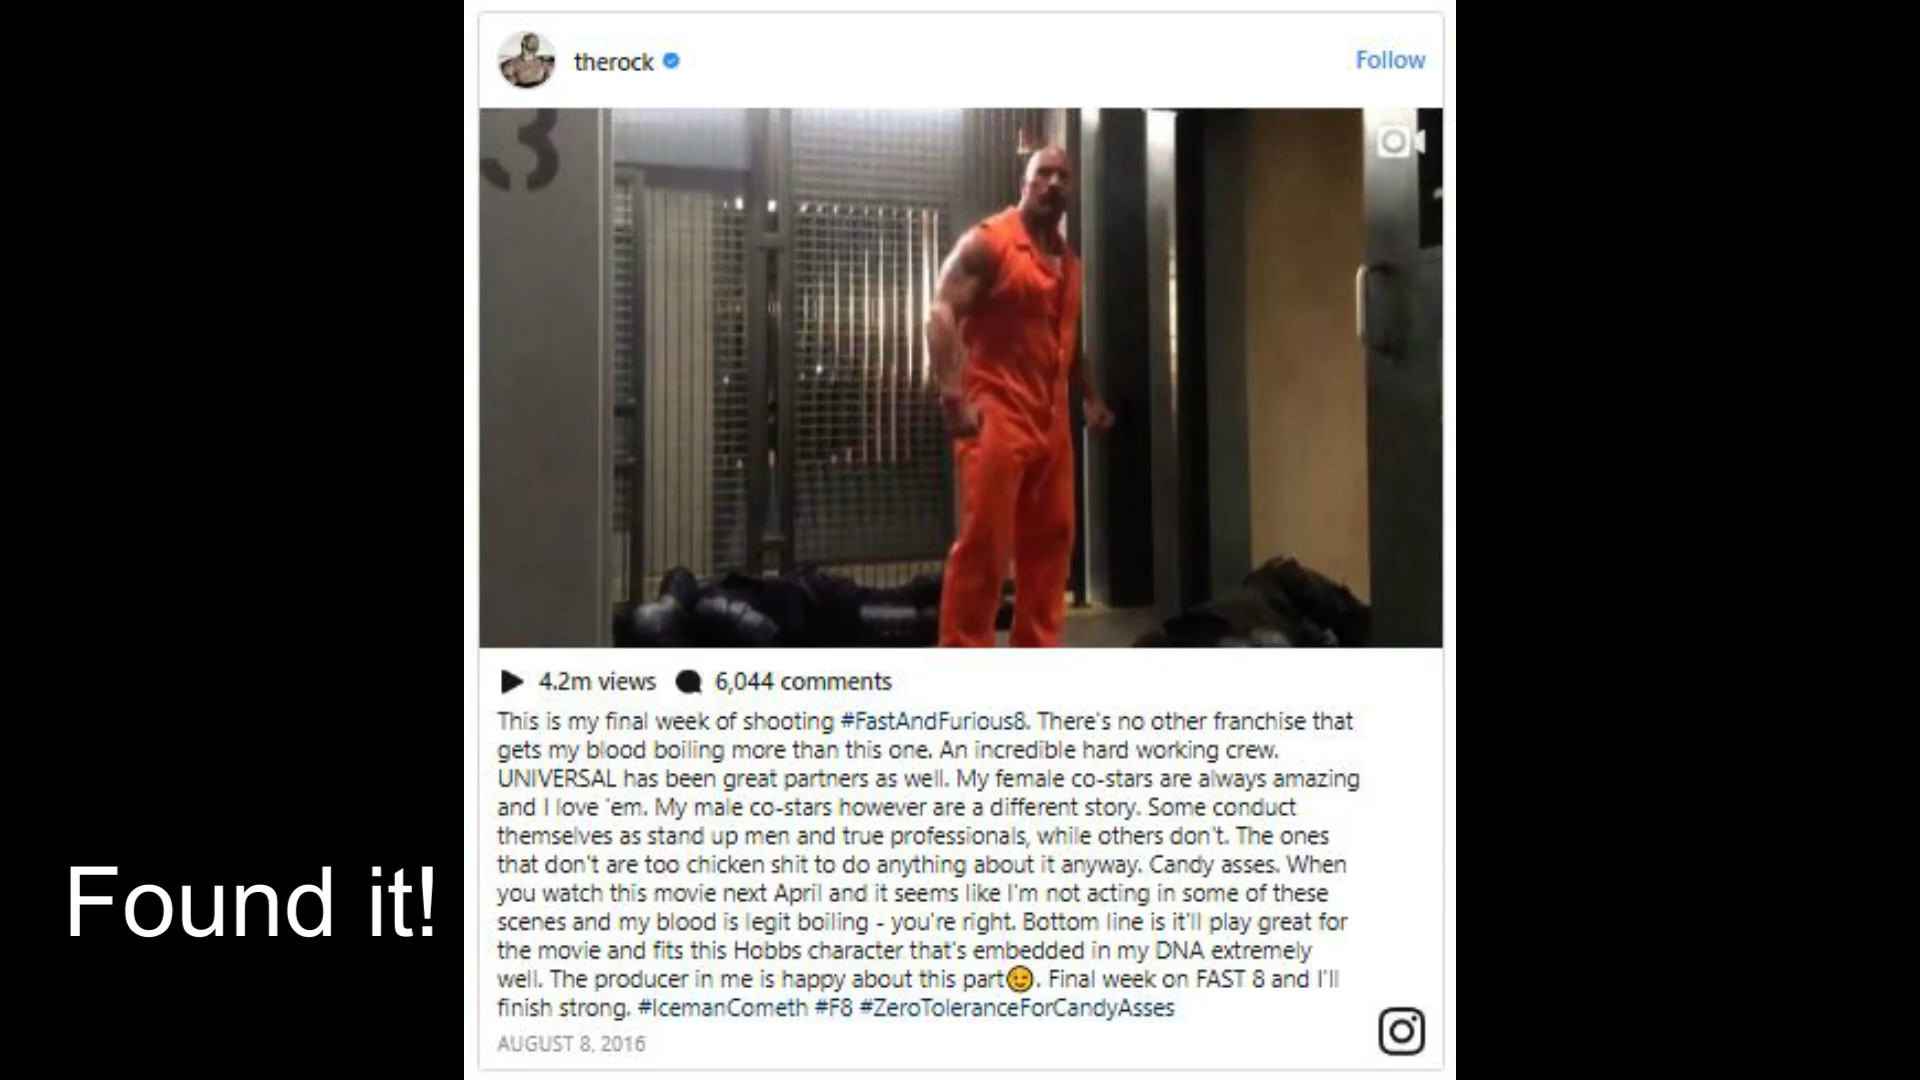 therock
Follow
3
4.2m views 6,044 comments
This is my final week of shooting #FastAndFurious8. There's no other franchise that
gets my blood boiling more than this one. An incredible hard working crew.
UNIVERSAL has been great partners as well. My female co-stars are always amazing
and I love 'em. My male co-stars however are a different story. Some conduct
themselves as stand up men and true professionals, while others don't. The ones
that don't are too chicken shit to do anything about it anyway. Candy asses. When
you watch this movie next April and it seems like I'm not acting in some of these
scenes and my blood is legit boiling - you're right. Bottom line is it'll play great for
the movie and fits this Hobbs character that's embedded in my DNA extremely
well. The producer in me is happy about this part😉. Final week on FAST 8 and I'll
finish strong. #IcemanCometh #F8 #ZeroToleranceForCandyAsses
AUGUST 8, 2016
Found it!